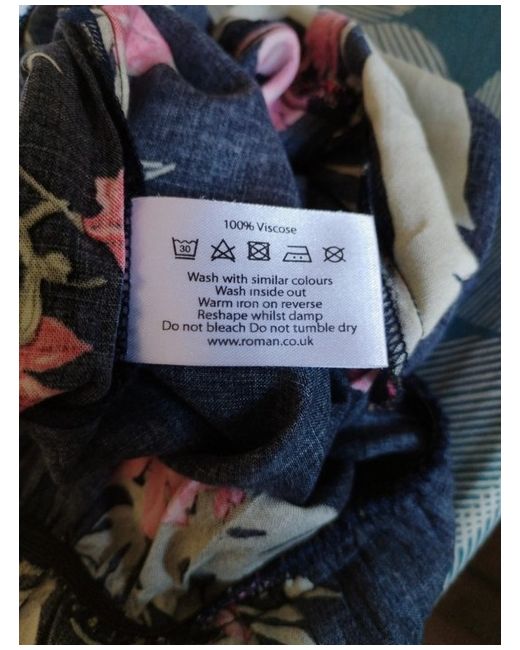 100% Viscose
30
Wash with similar colours
Wash inside out
Warm iron on reverse
Reshape whilst damp
Do not bleach Do not tumble dry
www.roman.co.uk